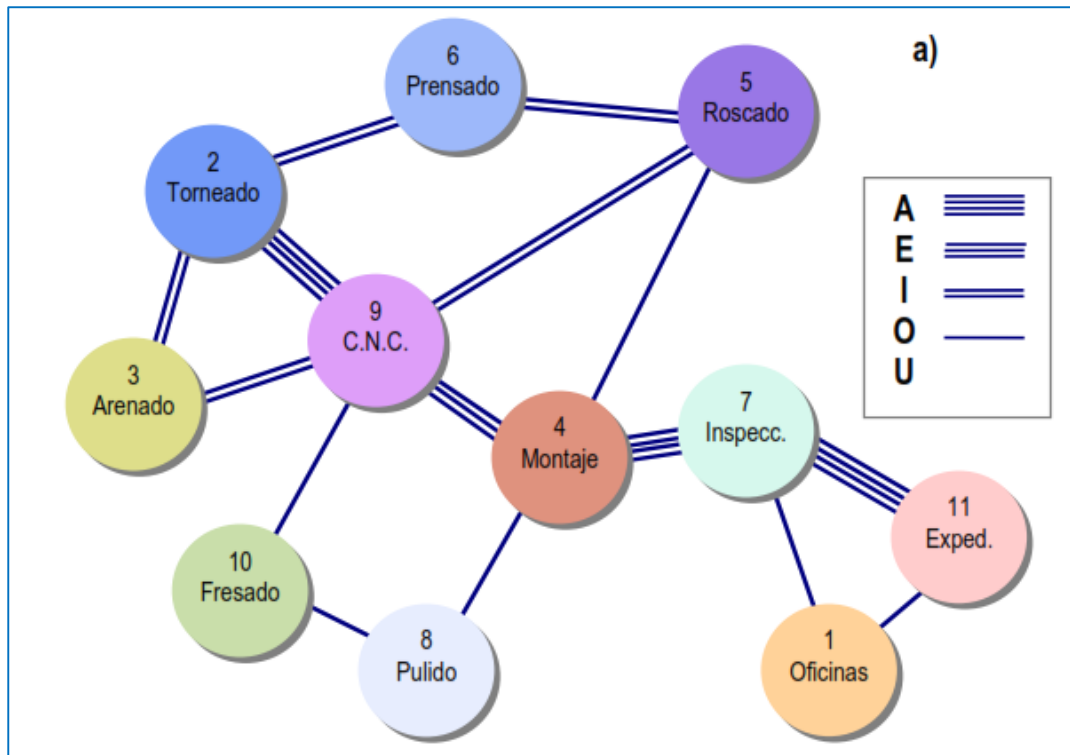 a)
6
Prensado
5
Roscado
2
Torneado
A
E
I
O
U
9
C.N.C.
3
Arenado
4
Montaje
7
Inspecc.
11
Exped.
10
Fresado
8
Pulido
1
Oficinas